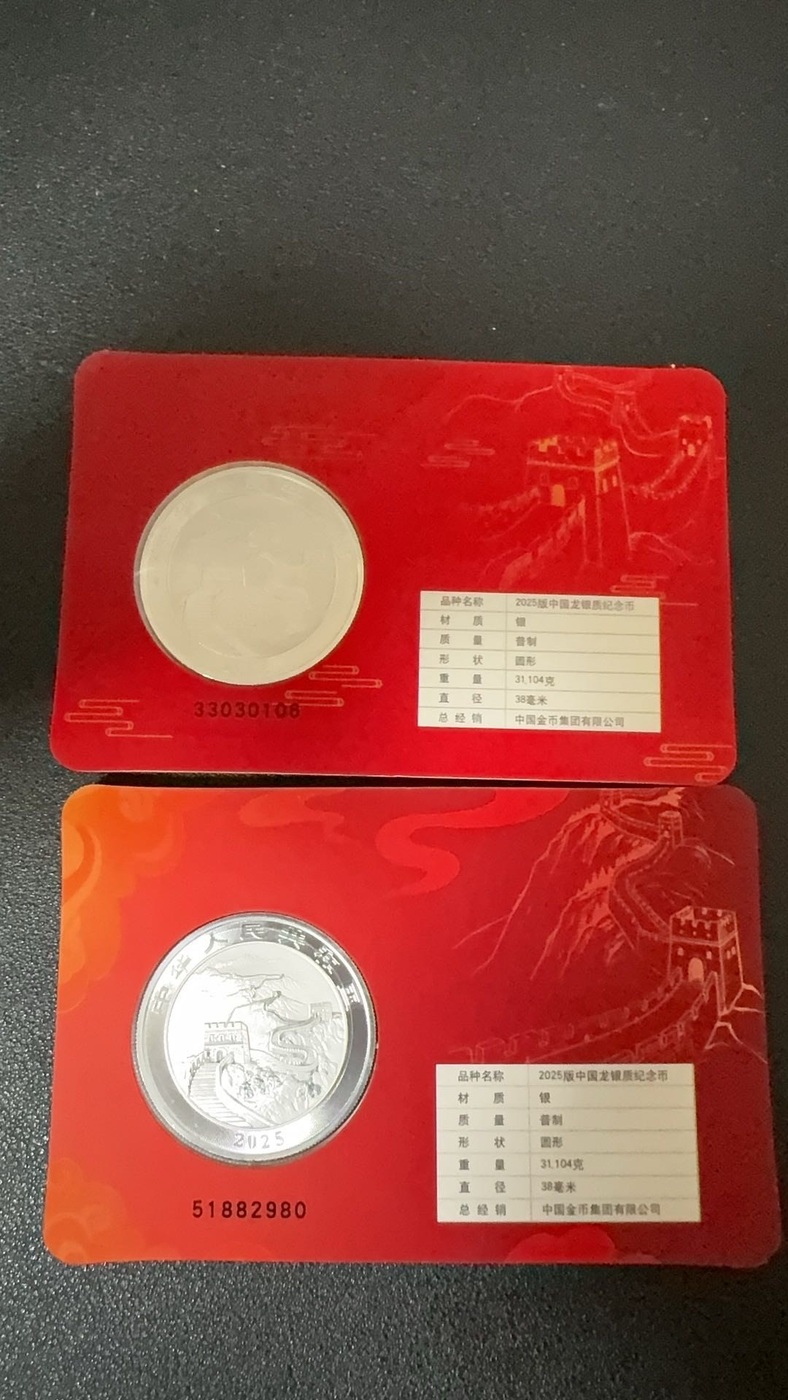 品种名称 2025版中国龙银质纪念币
材 质 银
质 量 普制
形 状 圆形
重 量 31.104克
直 径 38毫米
总 经 销 中国金币集团有限公司
33030106
中华人民共和国
2025
51882980
品种名称 2025版中国龙银质纪念币
材 质 银
质 量 普制
形 状 圆形
重 量 31.104克
直 径 38毫米
总 经 销 中国金币集团有限公司